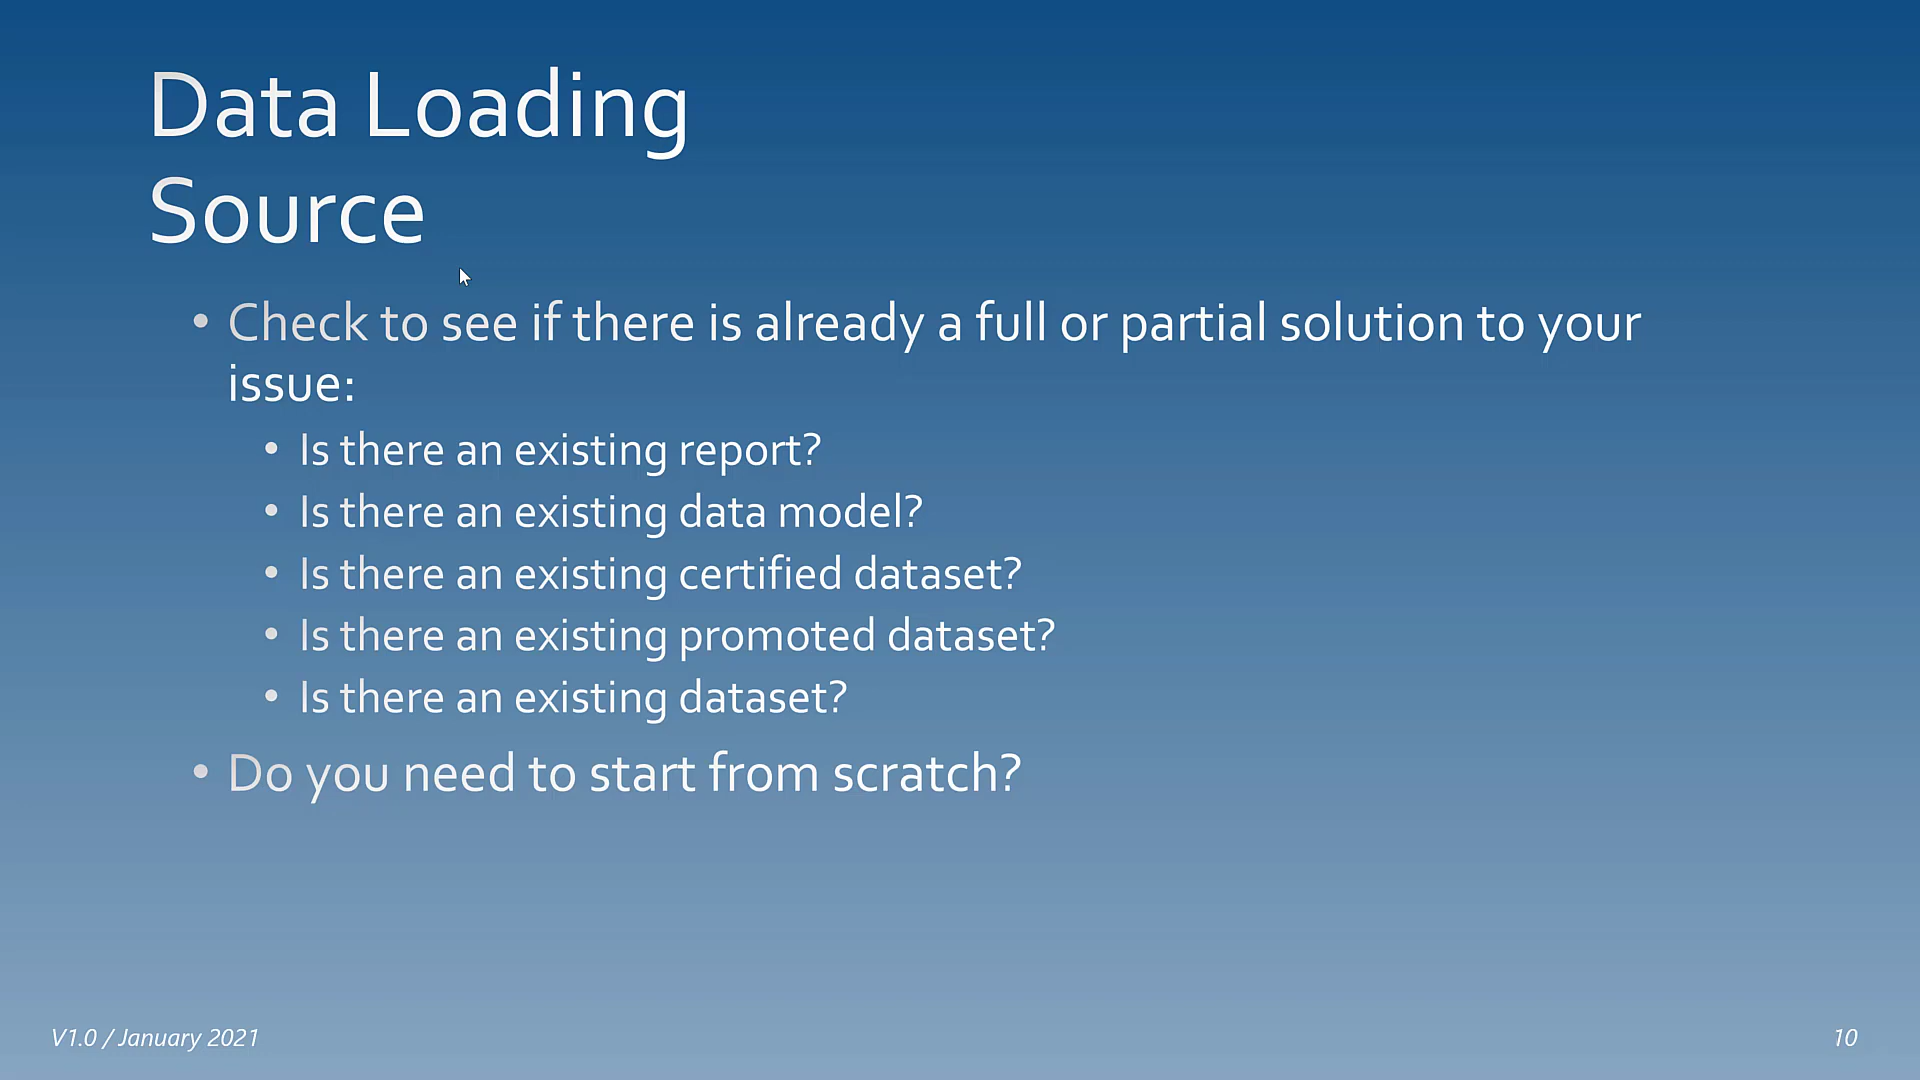 Data Loading
Source
• Check to see if there is already a full or partial solution to your
issue:
• Is there an existing report?
• Is there an existing data model?
• Is there an existing certified dataset?
• Is there an existing promoted dataset?
• Is there an existing dataset?
• Do you need to start from scratch?
V1.0 / January 2021
10